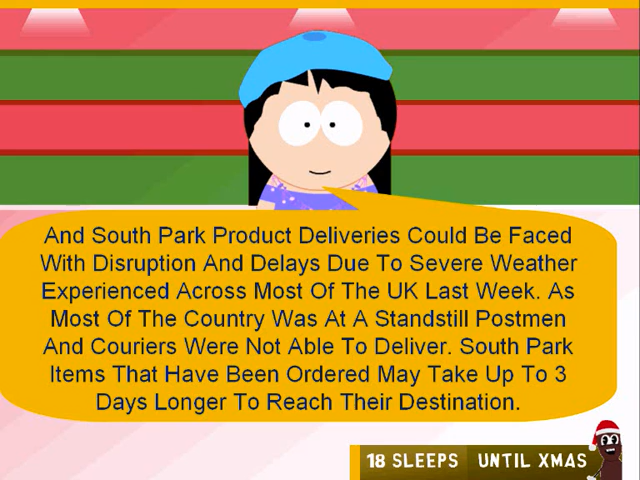 And South Park Product Deliveries Could Be Faced
With Disruption And Delays Due To Severe Weather
Experienced Across Most Of The UK Last Week. As
Most Of The Country Was At A Standstill Postmen
And Couriers Were Not Able To Deliver. South Park
Items That Have Been Ordered May Take Up To 3
Days Longer To Reach Their Destination.
18 SLEEPS UNTIL XMAS